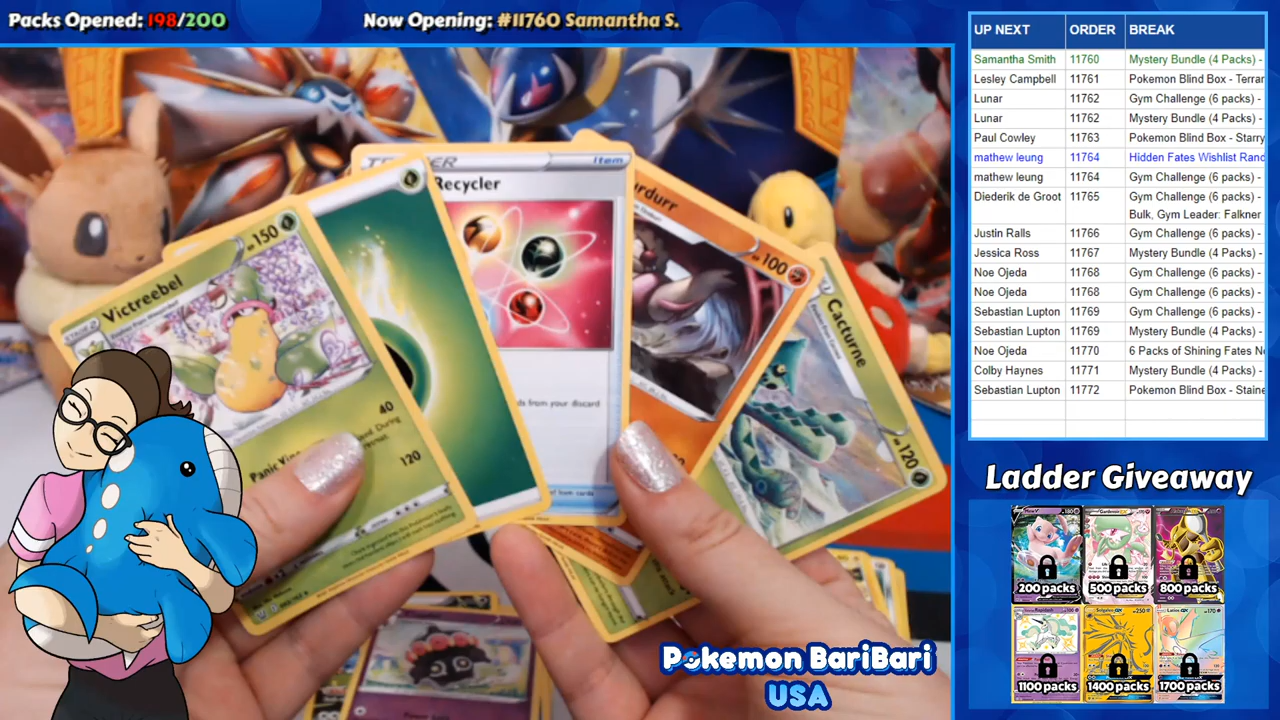 Packs Opened: 198/200
Now Opening: #11760 Samantha S.
UP NEXT ORDER BREAK
Samantha Smith 11760 Mystery Bundle (4 Packs) -
Lesley Campbell 11761 Pokemon Blind Box - Terrar
Lunar 11762 Gym Challenge (6 packs) -
Lunar 11762 Mystery Bundle (4 Packs) -
Paul Cowley 11763 Pokemon Blind Box - Starry
mathew leung 11764 Hidden Fates Wishlist Rand
mathew leung 11764 Gym Challenge (6 packs) -
Diederik de Groot 11765 Gym Challenge (6 packs) -
Bulk, Gym Leader: Falkner
Justin Ralls 11766 Gym Challenge (6 packs) -
Jessica Ross 11767 Mystery Bundle (4 Packs) -
Noe Ojeda 11768 Gym Challenge (6 packs) -
Noe Ojeda 11768 Gym Challenge (6 packs) -
Sebastian Lupton 11769 Gym Challenge (6 packs) -
Sebastian Lupton 11769 Mystery Bundle (4 Packs) -
Noe Ojeda 11770 6 Packs of Shining Fates No
Colby Haynes 11771 Mystery Bundle (4 Packs) -
Sebastian Lupton 11772 Pokemon Blind Box - Staine
Ladder Giveaway
200 packs
500 packs
800 packs
1100 packs
1400 packs
1700 packs
Pokemon BariBari
USA
Victreebel
HP 150
40
Panic Vine
120
Item
Recycler
rdurr
HP 100
Cacturne
HP 120